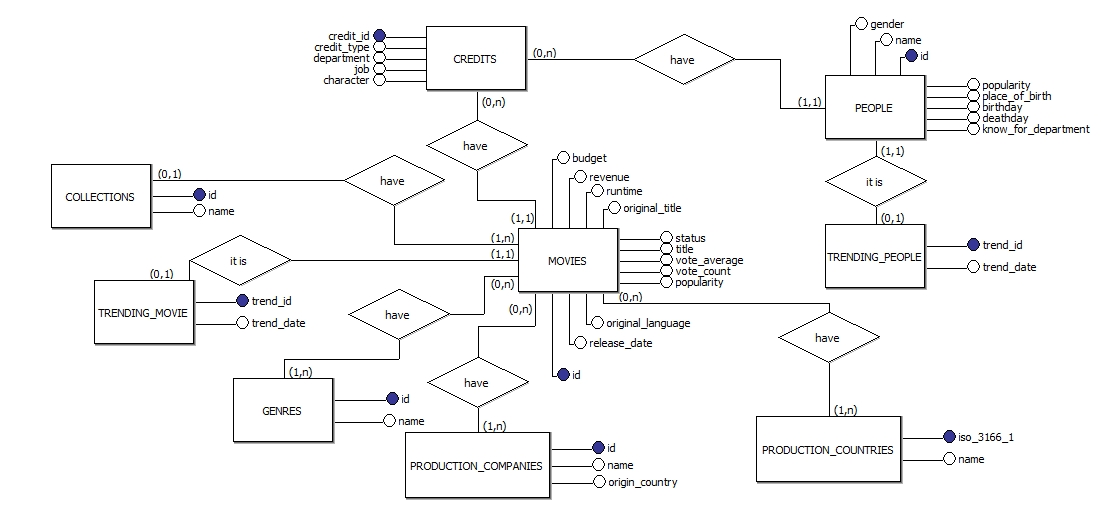 gender
name
id
credit_id
credit_type
department
job
character
CREDITS
(0,n)
have
(1,1)
PEOPLE
popularity
place_of_birth
birthday
deathday
know_for_department
(0,n)
have
(1,1)
(1,1)
it is
(0,1)
TRENDING_PEOPLE
trend_id
trend_date
COLLECTIONS
(0,1)
id
name
have
(1,n)
budget
revenue
runtime
original_title
MOVIES
status
title
vote_average
vote_count
popularity
original_language
release_date
id
(1,1)
it is
(0,1)
TRENDING_MOVIE
trend_id
trend_date
(0,n)
have
(1,n)
GENRES
id
name
(0,n)
have
(1,n)
PRODUCTION_COMPANIES
id
name
origin_country
(0,n)
have
(1,n)
PRODUCTION_COUNTRIES
iso_3166_1
name